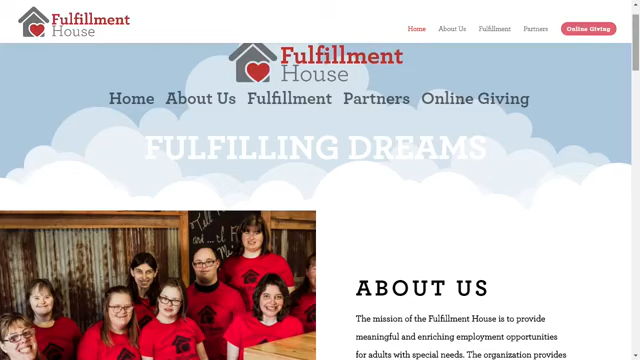 Fulfillment
House
Home About Us Fulfillment Partners Online Giving
Fulfillment
House
Home About Us Fulfillment Partners Online Giving
FULFILLING DREAMS
ABOUT US
The mission of the Fulfillment House is to provide
meaningful and enriching employment opportunities
for adults with special needs. The organization provides